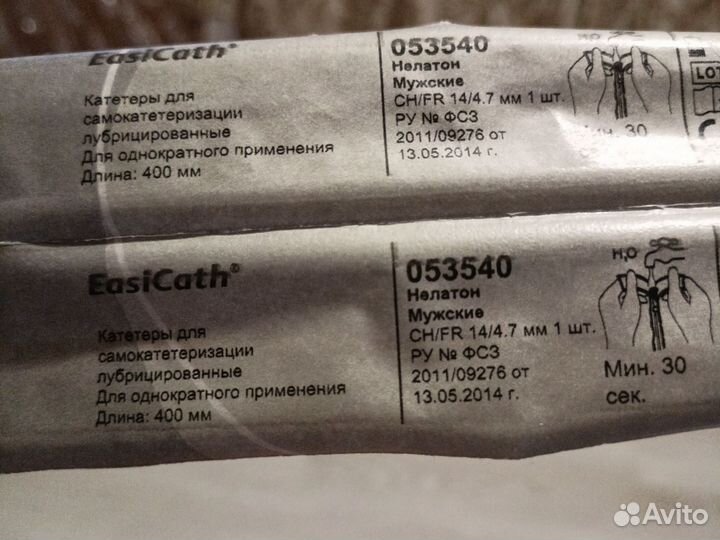 EasiCath®
Катетеры для
самокатетеризации
лубрицированные
Для однократного применения
Длина: 400 мм
053540
Нелатон
Мужские
CH/FR 14/4.7 мм 1 шт.
РУ № ФСЗ
2011/09276 от
13.05.2014 г.
H₂O
Мин. 30
LOT
EasiCath®
Катетеры для
самокатетеризации
лубрицированные
Для однократного применения
Длина: 400 мм
053540
Нелатон
Мужские
CH/FR 14/4.7 мм 1 шт.
РУ № ФСЗ
2011/09276 от
13.05.2014 г.
H₂O
Мин. 30
сек.
Avito